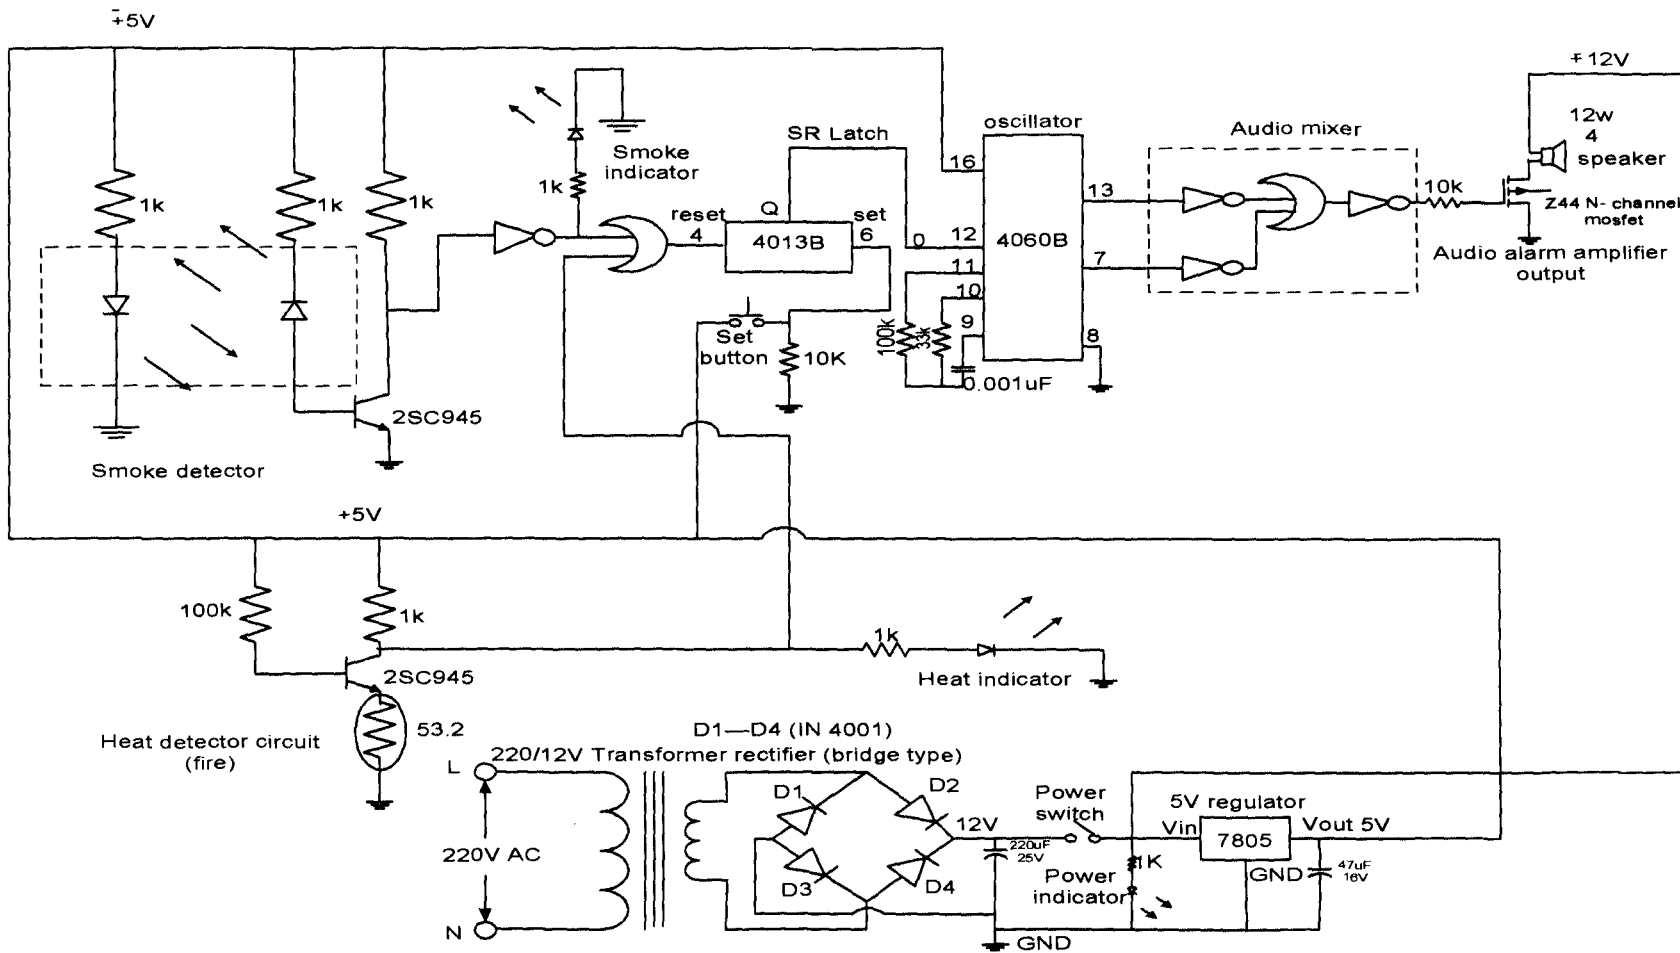 +5V
+12V
12w
4
speaker
oscillator
Audio mixer
SR Latch
Smoke
indicator
16
1k
1k
1k
1k
reset
Q
set
4
4013B
6
0
12
4060B
13
10k
Z44 N- channel
mosfet
7
Audio alarm amplifier
output
11
10
9
8
100k
33k
0.001uF
Set
button
10K
2SC945
Smoke detector
+5V
100k
1k
1k
2SC945
Heat indicator
53.2
Heat detector circuit
(fire)
D1—D4 (IN 4001)
220/12V Transformer rectifier (bridge type)
L
220V AC
N
D1
D2
D3
D4
12V
220uF
25V
Power
switch
5V regulator
Vin
7805
Vout 5V
1K
Power
indicator
GND
47uF
16V
GND